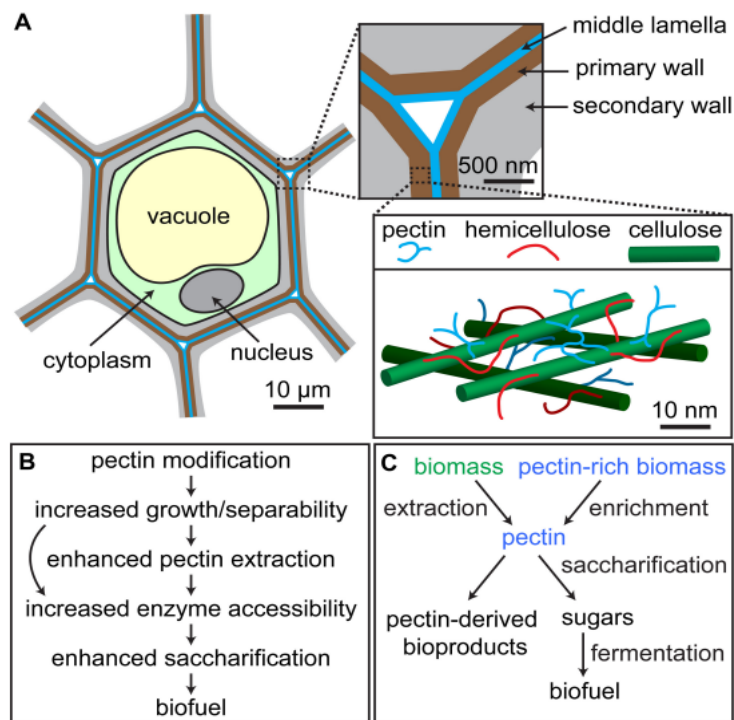 A
middle lamella
primary wall
secondary wall
500 nm
vacuole
cytoplasm
nucleus
10 µm
pectin hemicellulose cellulose
10 nm
B
pectin modification
increased growth/separability
enhanced pectin extraction
increased enzyme accessibility
enhanced saccharification
biofuel
C
biomass pectin-rich biomass
extraction enrichment
pectin
saccharification
pectin-derived
bioproducts
sugars
fermentation
biofuel